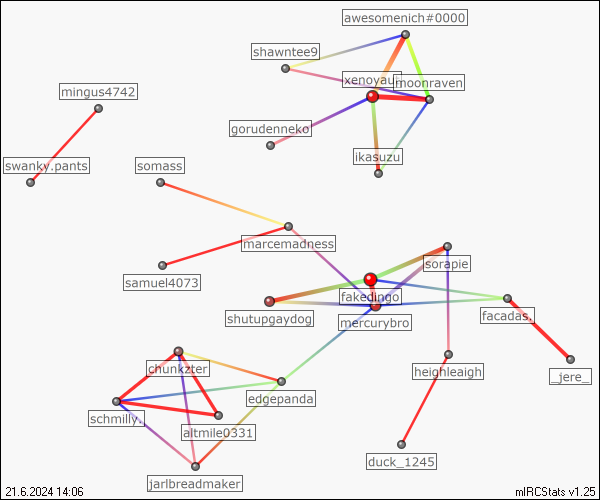 awesomenich#0000
shawntee9
xenoyau
moonraven
mingus4742
gorudenneko
ikasuzu
swanky.pants
somass
marcemadness
sorapie
samuel4073
fakedingo
shutupgaydog
mercurybro
facadas.
chunkzter
heighleaigh
_jere_
edgepanda
schmilly.
altmile0331
duck_1245
jarlbreadmaker
21.6.2024 14:06
mIRCStats v1.25